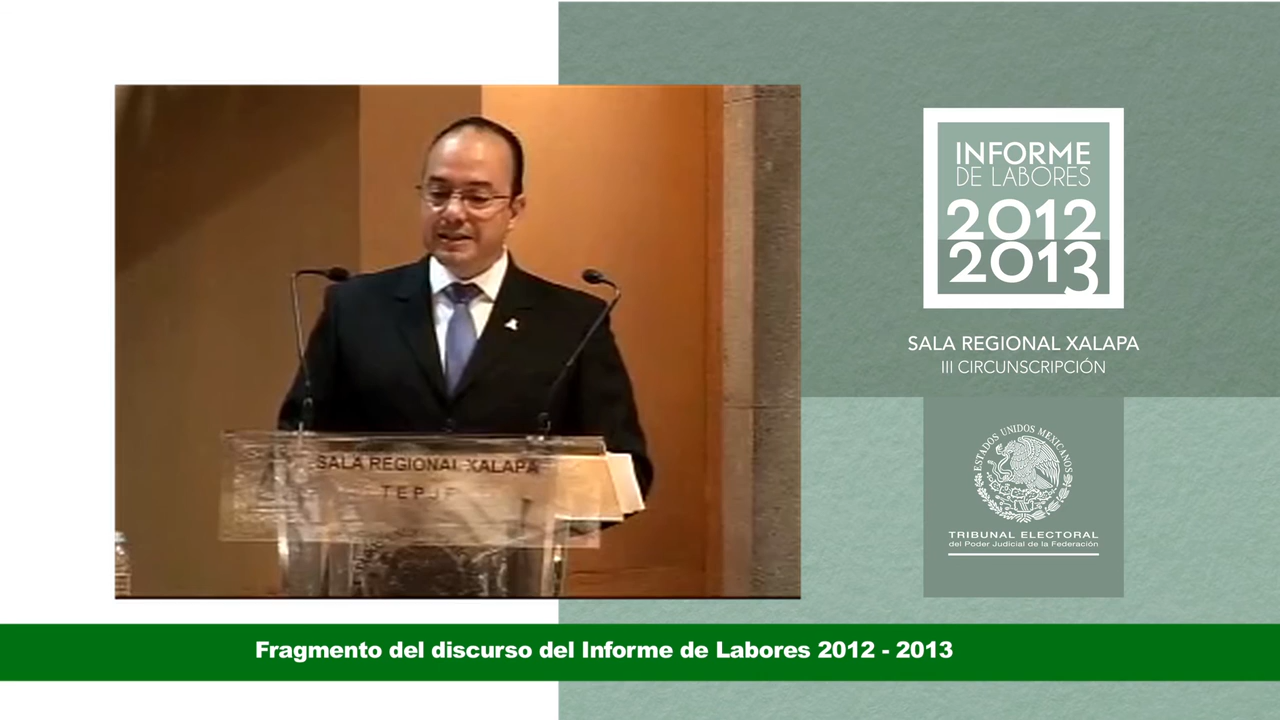 INFORME
DE LABORES
2012
2013
SALA REGIONAL XALAPA
III CIRCUNSCRIPCIÓN
SALA REGIONAL XALAPA
TEPJF
ESTADOS UNIDOS MEXICANOS
TRIBUNAL ELECTORAL
del Poder Judicial de la Federación
Fragmento del discurso del Informe de Labores 2012 - 2013